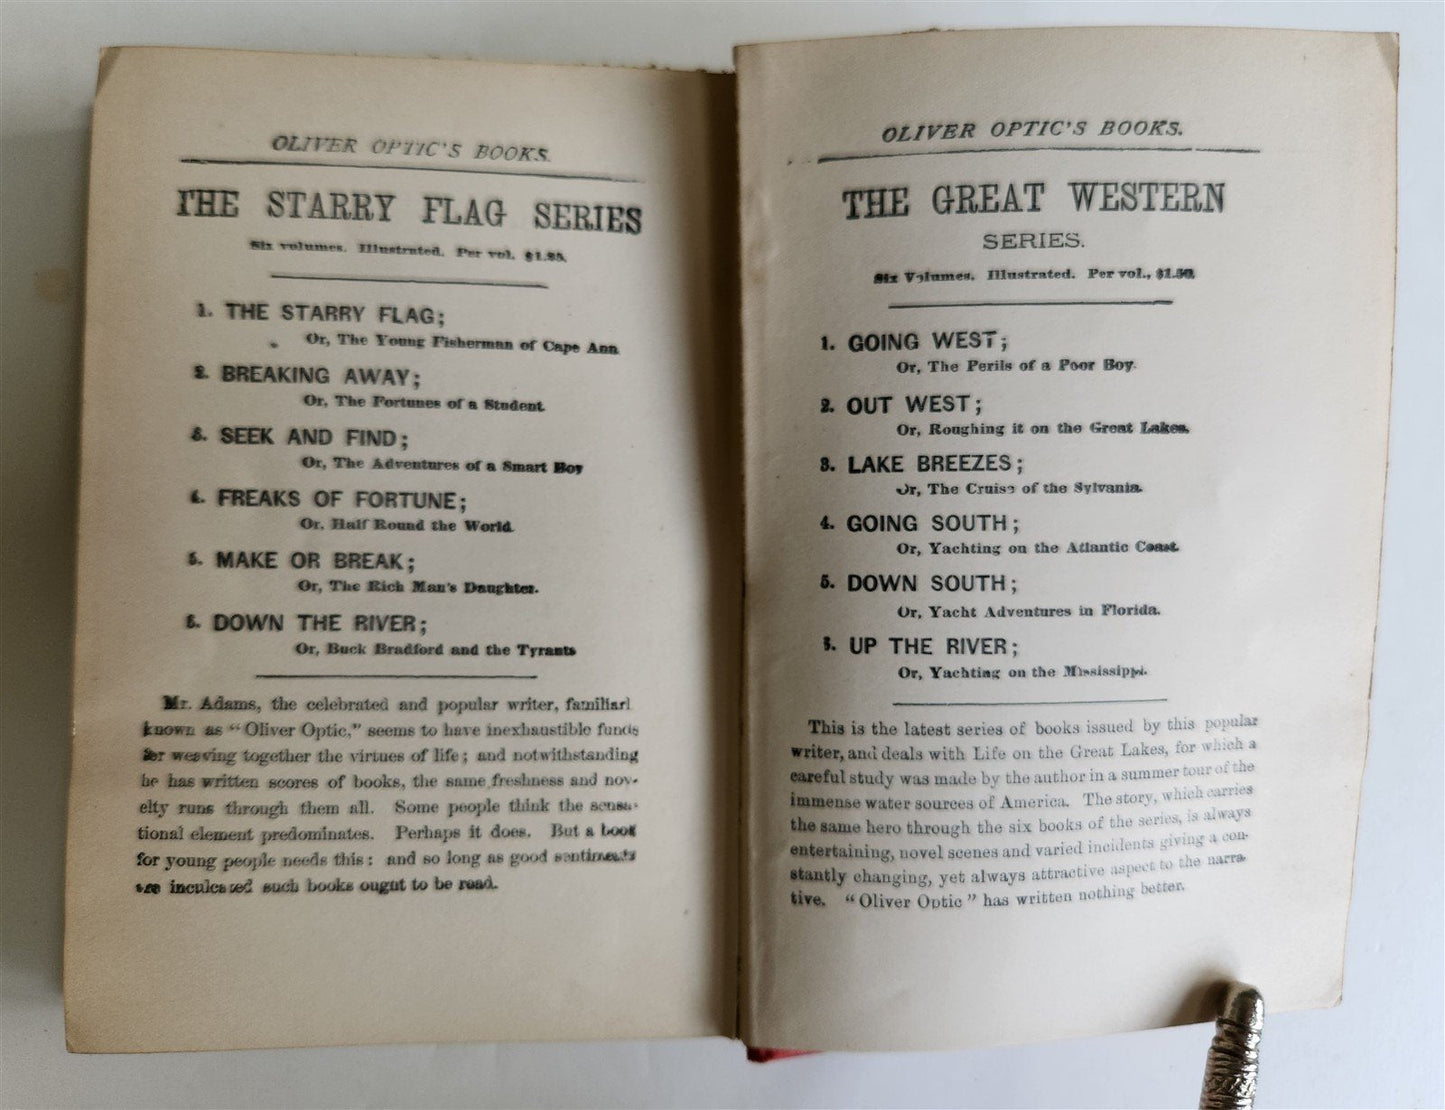 OLIVER OPTIC'S BOOKS.
THE STARRY FLAG SERIES
Six volumes. Illustrated. Per vol. $1.25.
1. THE STARRY FLAG;
Or, The Young Fisherman of Cape Ann
2. BREAKING AWAY;
Or, The Fortunes of a Student
3. SEEK AND FIND;
Or, The Adventures of a Smart Boy
4. FREAKS OF FORTUNE;
Or, Half Round the World.
5. MAKE OR BREAK;
Or, The Rich Man's Daughter.
6. DOWN THE RIVER;
Or, Buck Bradford and the Tyrants
Mr. Adams, the celebrated and popular writer, familiarl
known as "Oliver Optic," seems to have inexhaustible funds
for weaving together the virtues of life; and notwithstanding
he has written scores of books, the same freshness and nov-
elty runs through them all. Some people think the sensa-
tional element predominates. Perhaps it does. But a book
for young people needs this: and so long as good sentiments
are inculcated such books ought to be read.
OLIVER OPTIC'S BOOKS.
THE GREAT WESTERN
SERIES.
Six Volumes. Illustrated. Per vol., $1.50
1. GOING WEST;
Or, The Perils of a Poor Boy.
2. OUT WEST;
Or, Roughing it on the Great Lakes.
3. LAKE BREEZES;
Or, The Cruise of the Sylvania.
4. GOING SOUTH;
Or, Yachting on the Atlantic Coast.
5. DOWN SOUTH;
Or, Yacht Adventures in Florida.
6. UP THE RIVER;
Or, Yachting on the Mississippi.
This is the latest series of books issued by this popular
writer, and deals with Life on the Great Lakes, for which a
careful study was made by the author in a summer tour of the
immense water sources of America. The story, which carries
the same hero through the six books of the series, is always
entertaining, novel scenes and varied incidents giving a con-
stantly changing, yet always attractive aspect to the narra-
tive. "Oliver Optic" has written nothing better.